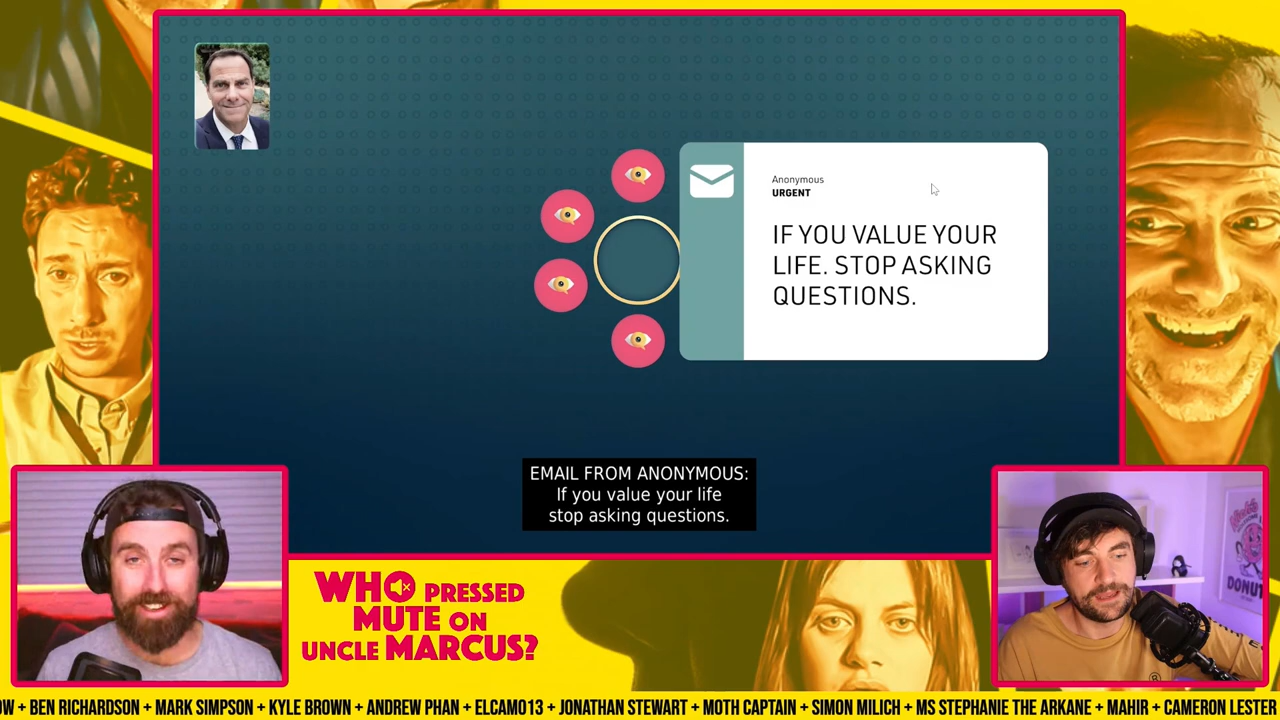 Anonymous
URGENT
IF YOU VALUE YOUR
LIFE. STOP ASKING
QUESTIONS.
EMAIL FROM ANONYMOUS:
If you value your life
stop asking questions.
DONUT
WHO PRESSED
MUTE ON
UNCLE MARCUS?
OW + BEN RICHARDSON + MARK SIMPSON + KYLE BROWN + ANDREW PHAN + ELCAMO13 + JONATHAN STEWART + MOTH CAPTAIN + SIMON MILICH + MS STEPHANIE THE ARKANE + MAHIR + CAMERON LESTER